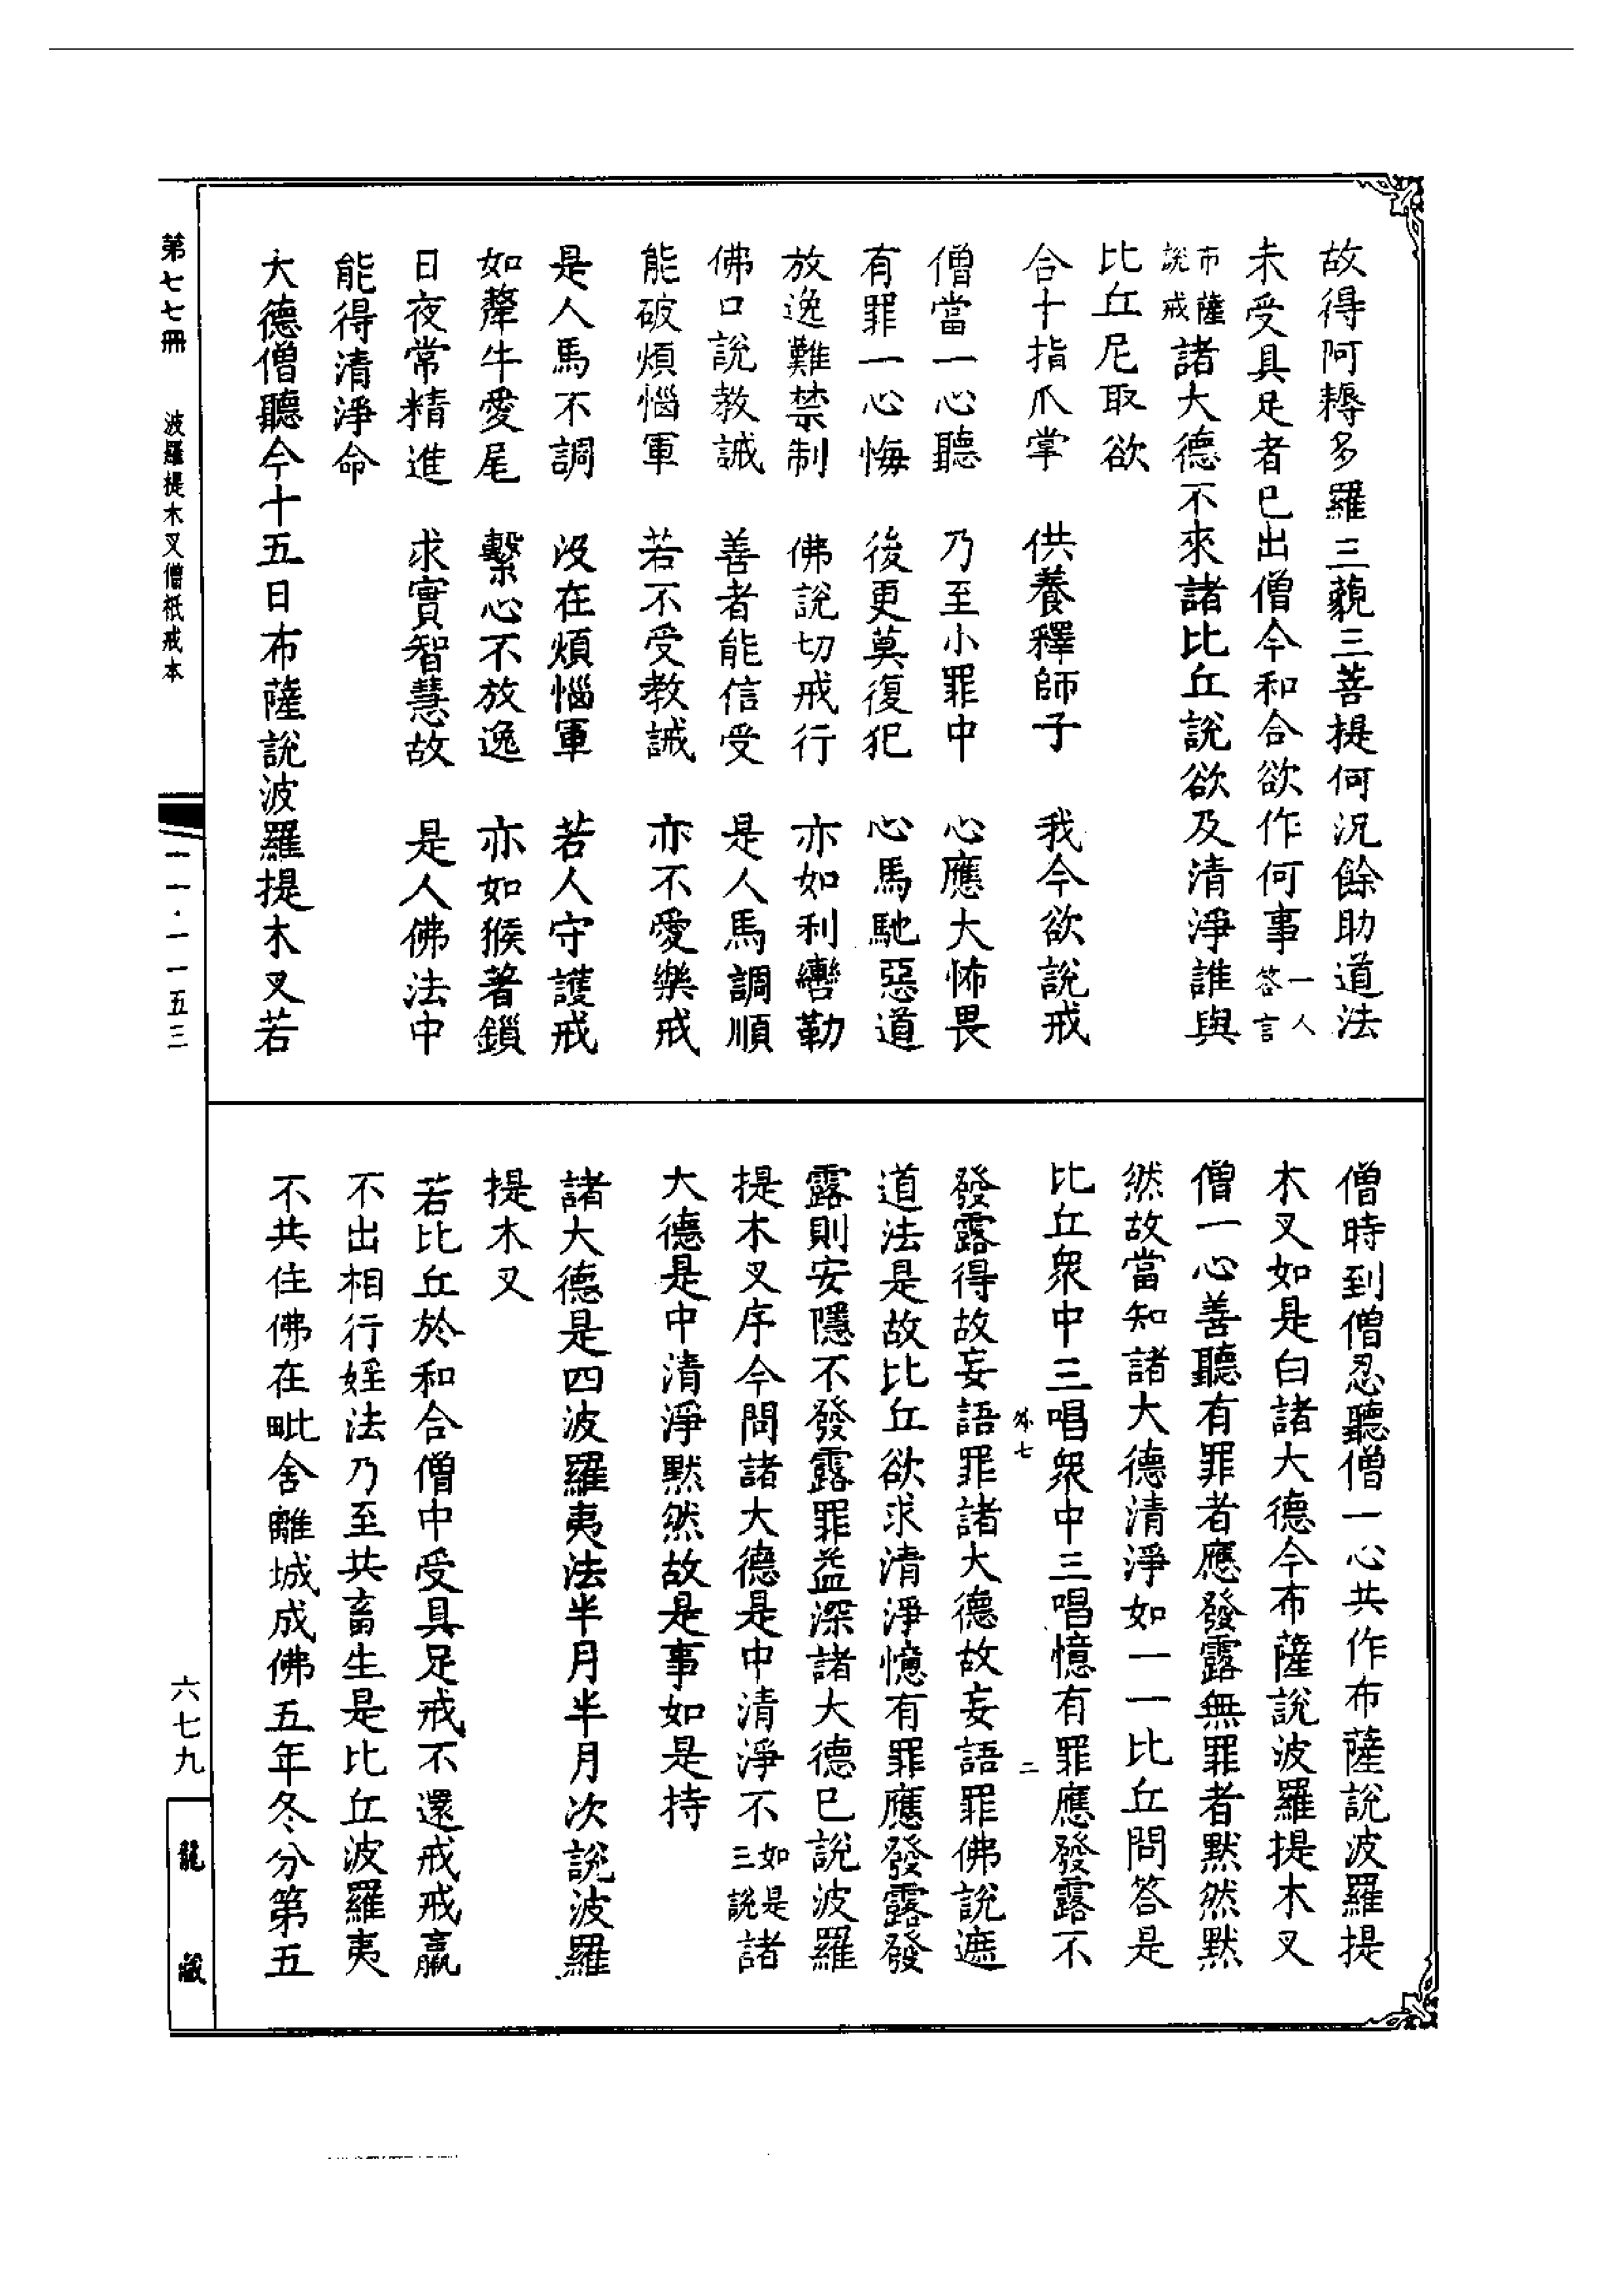 故得阿耨多羅三藐三菩提何況餘助道法
未受具足者已出僧今和合欲作何事一人答言
布薩說戒諸大德不來諸比丘說欲及清淨誰與
比丘尼取欲
合十指爪掌　供養釋師子　我今欲說戒
僧當一心聽　乃至小罪中　心應大怖畏
有罪一心悔　後更莫復犯　心馬馳惡道
放逸難禁制　佛說切戒行　亦如利轡勒
佛口說教誡　善者能信受　是人馬調順
能破煩惱軍　若不受教誡　亦不愛樂戒
是人馬不調　沒在煩惱軍　若人守護戒
如犛牛愛尾　繫心不放逸　亦如猴著鎖
日夜常精進　求實智慧故　是人佛法中
能得清淨命
大德僧聽今十五日布薩說波羅提木叉若
第七七冊　波羅提木叉僧祇戒本　一一·一一五三
僧時到僧忍聽僧一心共作布薩說波羅提
木叉如是白諸大德今布薩說波羅提木叉
僧一心善聽有罪者應發露無罪者默然默
然故當知諸大德清淨如一一比丘問答是
比丘眾中三唱眾中三唱憶有罪應發露不
外七　二
發露得故妄語罪諸大德故妄語罪佛說遮
道法是故比丘欲求清淨憶有罪應發露發
露則安隱不發露罪益深諸大德已說波羅
提木叉序今問諸大德是中清淨不如是三說諸
大德是中清淨默然故是事如是持
諸大德是四波羅夷法半月半月次說波羅
提木叉
若比丘於和合僧中受具足戒不還戒戒羸
不出相行婬法乃至共畜生是比丘波羅夷
不共住佛在毗舍離城成佛五年冬分第五
六七九　龍藏